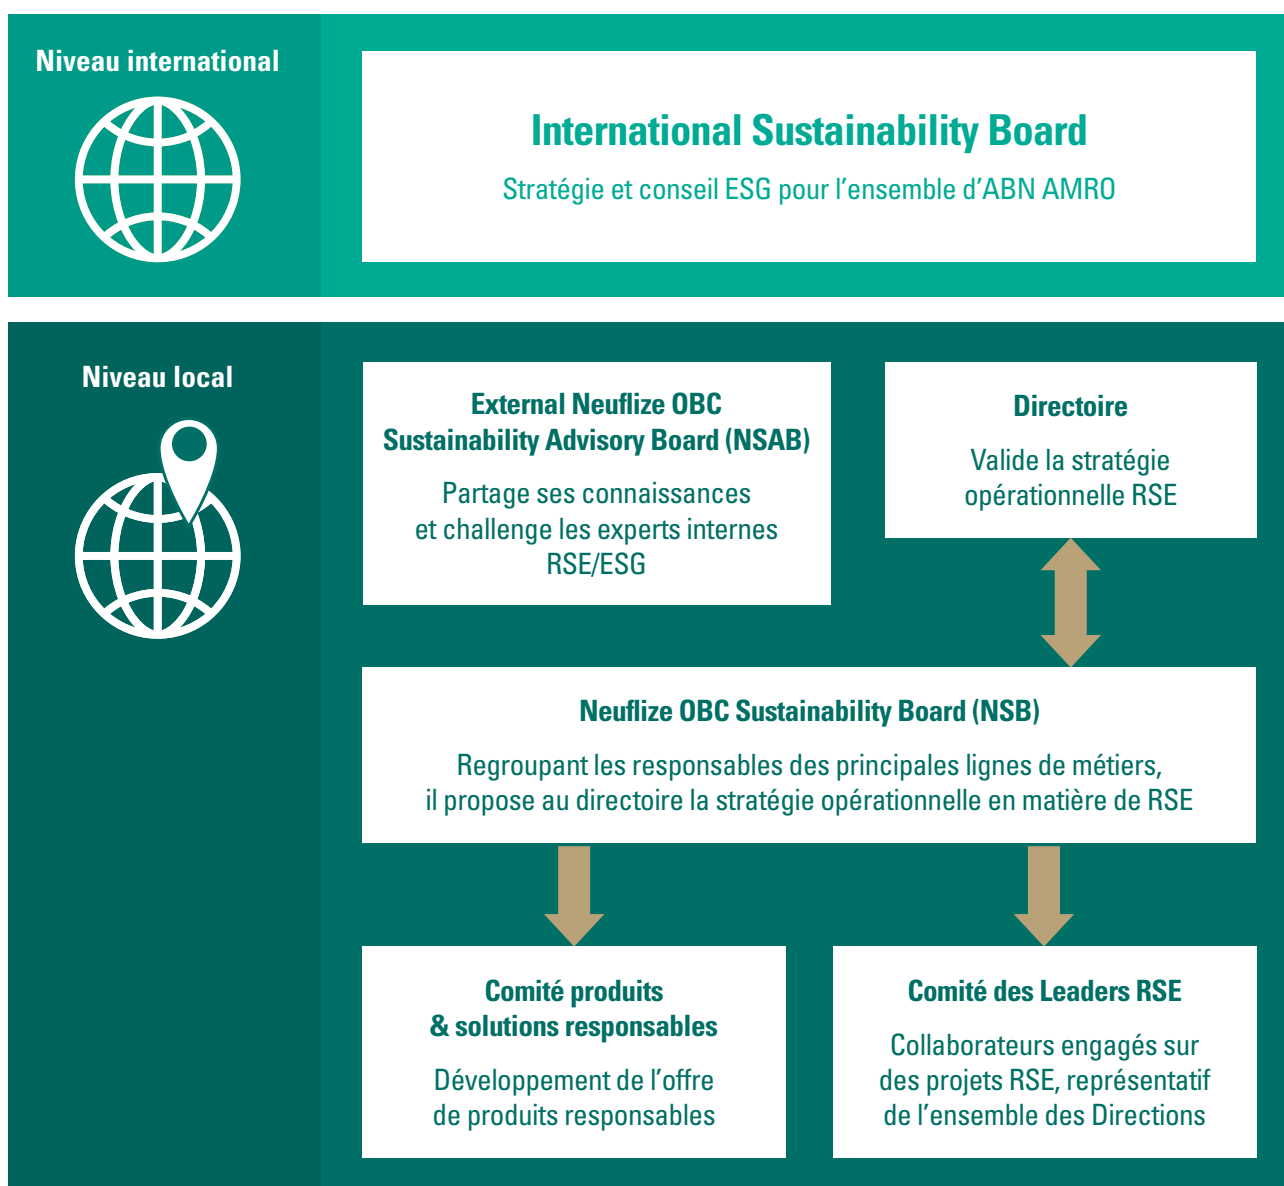 Niveau international
International Sustainability Board
Stratégie et conseil ESG pour l’ensemble d’ABN AMRO
Niveau local
External Neuflize OBC
Sustainability Advisory Board (NSAB)
Partage ses connaissances
et challenge les experts internes
RSE/ESG
Directoire
Valide la stratégie
opérationnelle RSE
Neuflize OBC Sustainability Board (NSB)
Regroupant les responsables des principales lignes de métiers,
il propose au directoire la stratégie opérationnelle en matière de RSE
Comité produits
& solutions responsables
Développement de l’offre
de produits responsables
Comité des Leaders RSE
Collaborateurs engagés sur
des projets RSE, représentatif
de l’ensemble des Directions